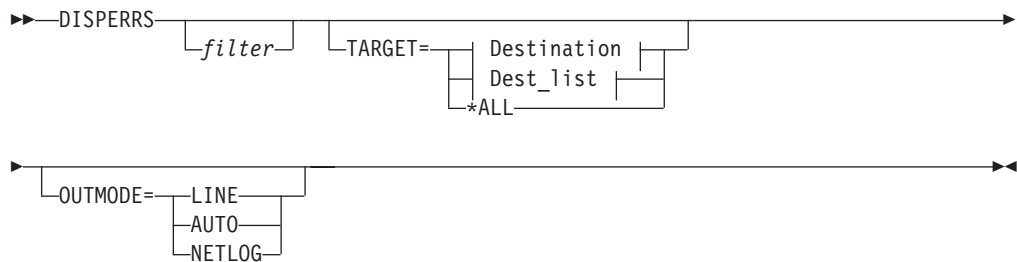 DISPERRS
filter
TARGET=
Destination
Dest_list
*ALL
OUTMODE=
LINE
AUTO
NETLOG